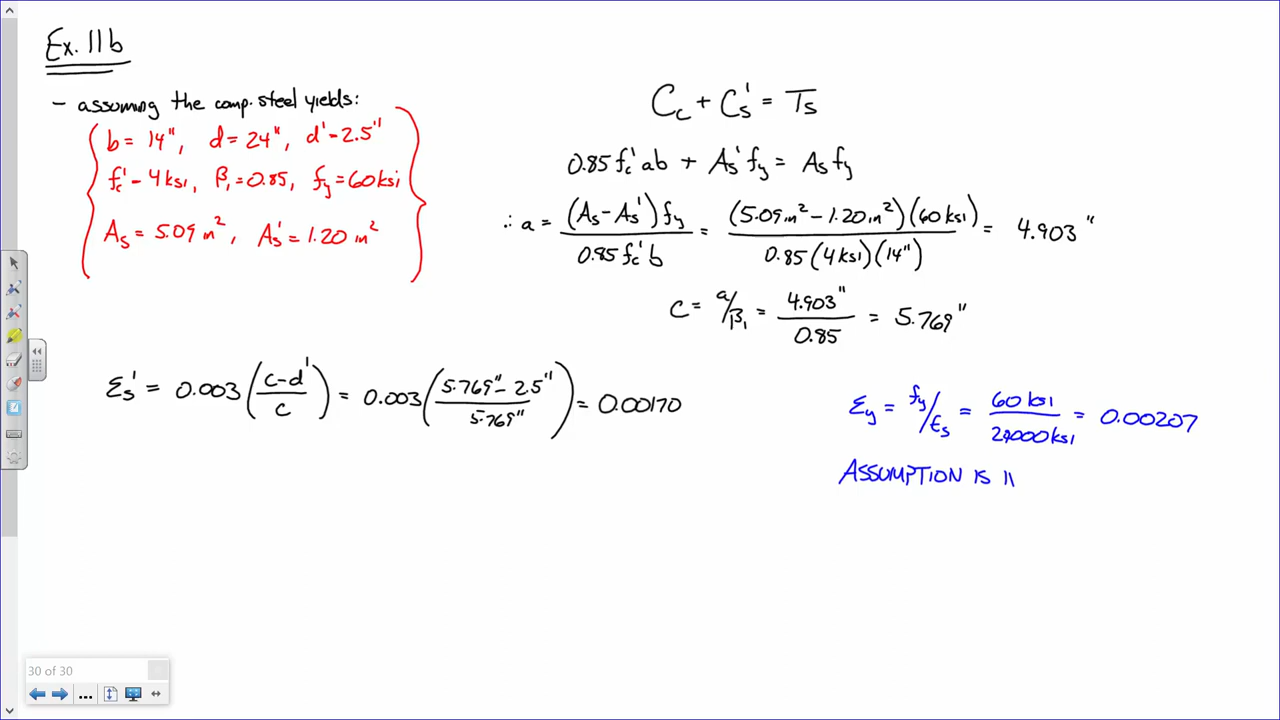 Ex. 11b
- assuming the comp. steel yields:
b = 14", d = 24", d' - 2.5"
f'c - 4 ksi, β1 = 0.85, fy = 60 ksi
As = 5.09 in², As' = 1.20 in²
Cc + Cs' = Ts
0.85 f'c ab + As' fy = As fy
∴ a = (As - As') fy / 0.85 f'c b = (5.09 in² - 1.20 in²)(60 ksi) / 0.85 (4 ksi)(14") = 4.903"
c = a/β1 = 4.903" / 0.85 = 5.769"
εs' = 0.003 (c-d' / c) = 0.003 (5.769" - 2.5" / 5.769") = 0.00170
εy = fy/Es = 60 ksi / 29000 ksi = 0.00207
ASSUMPTION IS
30 of 30